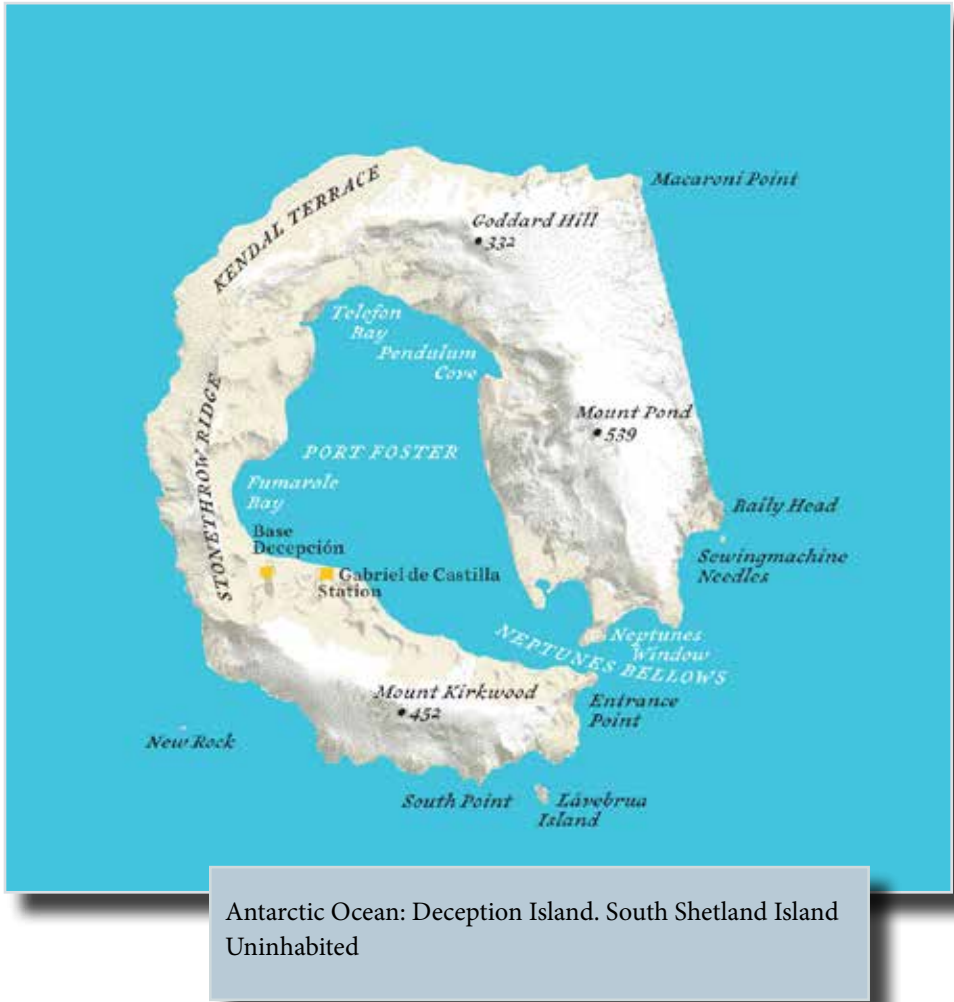 Macaroni Point
KENDAL TERRACE
Goddard Hill
332
Telefon
Bay
Pendulum
Cove
Mount Pond
539
STONETHROW RIDGE
PORT FOSTER
Fumarole
Bay
Baily Head
Base
Decepción
Sewingmachine
Needles
Gabriel de Castilla
Station
Neptunes
Window
NEPTUNES BELLOWS
Mount Kirkwood
452
Entrance
Point
New Rock
South Point
Låvebrua
Island
Antarctic Ocean: Deception Island. South Shetland Island
Uninhabited